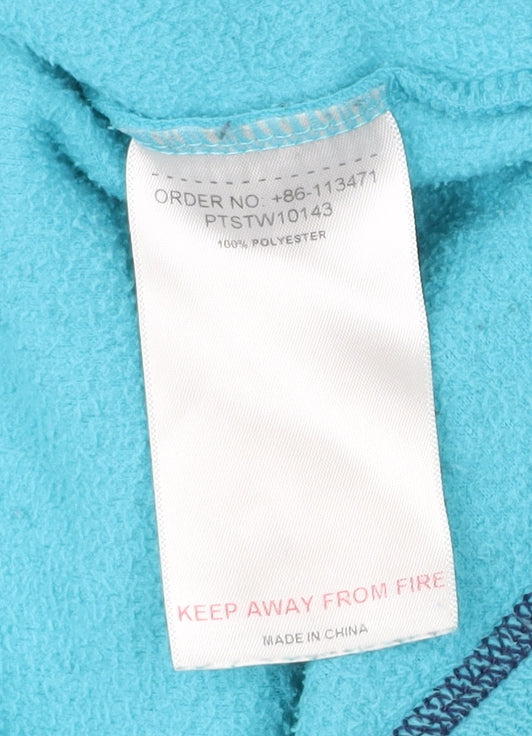 ORDER NO: +86-113471
PTSTW10143
100% POLYESTER
KEEP AWAY FROM FIRE
MADE IN CHINA